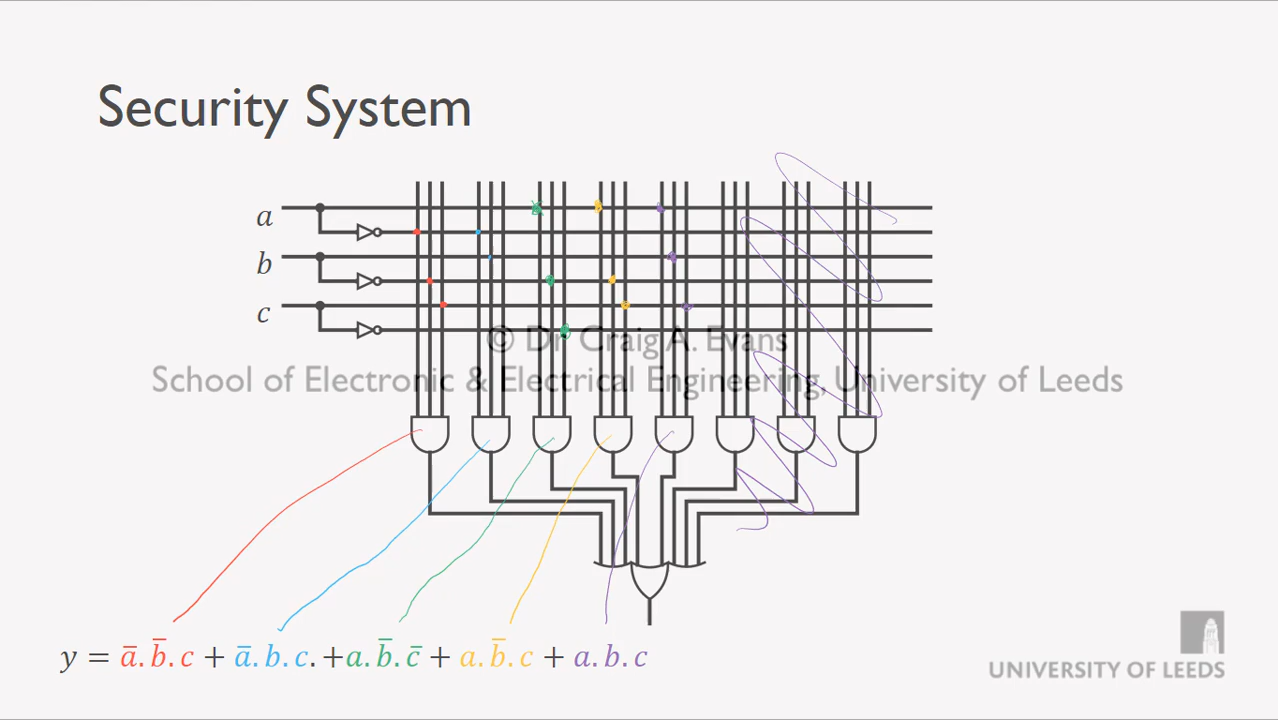 Security System
a
b
c
© Dr Craig A. Evans
School of Electronic & Electrical Engineering, University of Leeds
y = a̅.b̅.c + a̅.b.c. +a.b̅.c̅ + a.b̅.c + a.b.c
UNIVERSITY OF LEEDS